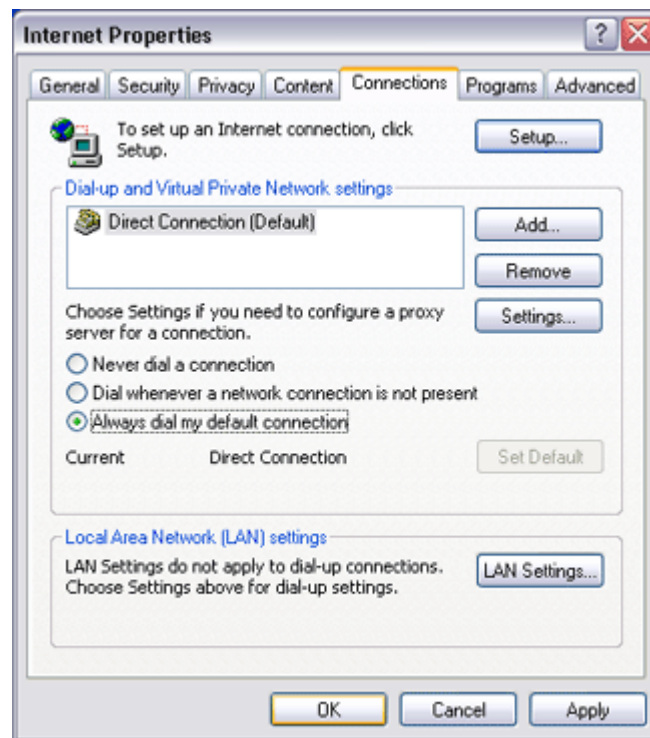 Internet Properties
General Security Privacy Content Connections Programs Advanced
To set up an Internet connection, click
Setup.
Setup...
Dial-up and Virtual Private Network settings
Direct Connection (Default)
Add...
Remove
Choose Settings if you need to configure a proxy
server for a connection.
Settings...
Never dial a connection
Dial whenever a network connection is not present
Always dial my default connection
Current Direct Connection
Set Default
Local Area Network (LAN) settings
LAN Settings do not apply to dial-up connections.
Choose Settings above for dial-up settings.
LAN Settings...
OK Cancel Apply